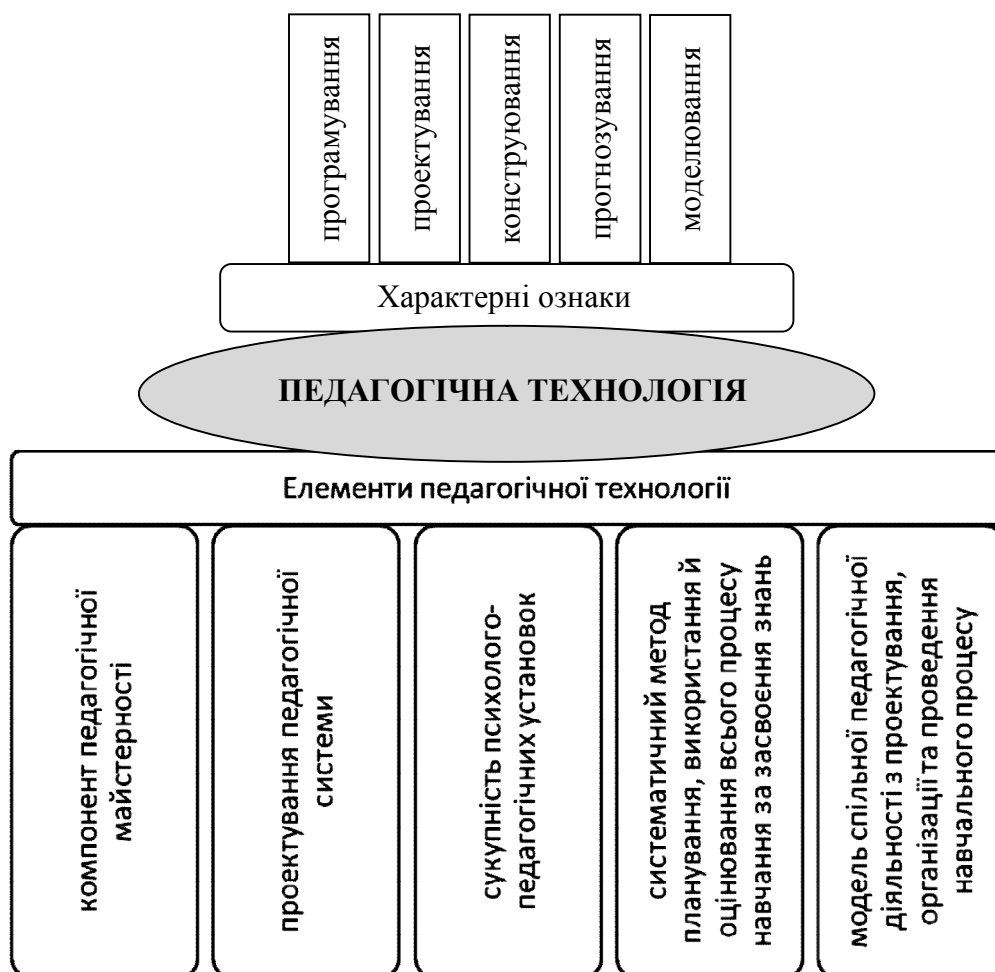 програмування
проектування
конструювання
прогнозування
моделювання
Характерні ознаки
ПЕДАГОГІЧНА ТЕХНОЛОГІЯ
Елементи педагогічної технології
компонент педагогічної
майстерності
проектування педагогічної
системи
сукупність психолого-
педагогічних установок
систематичний метод
планування, використання й
оцінювання всього процесу
навчання за засвоєння знань
модель спільної педагогічної
діяльності з проектування,
організації та проведення
навчального процесу